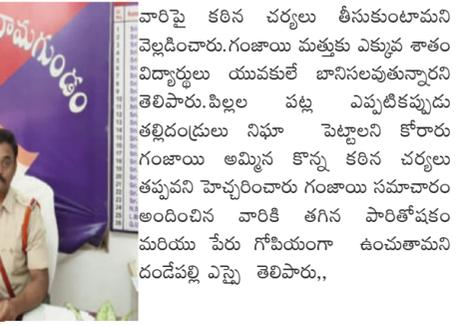 రామగుండం
వారిపై కఠిన చర్యలు తీసుకుంటామని
వెల్లడించారు.గంజాయి మత్తుకు ఎక్కువ శాతం
విద్యార్థులు యువకులే బానిసలవుతున్నారని
తెలిపారు.పిల్లల పట్ల ఎప్పటికప్పుడు
తల్లిదండ్రులు నిఘా పెట్టాలని కోరారు
గంజాయి అమ్మిన కొన్న కఠిన చర్యలు
తప్పవని హెచ్చరించారు గంజాయి సమాచారం
అందించిన వారికి తగిన పారితోషకం
మరియు పేరు గోపియంగా ఉంచుతామని
దండేపల్లి ఎస్పై తెలిపారు,,